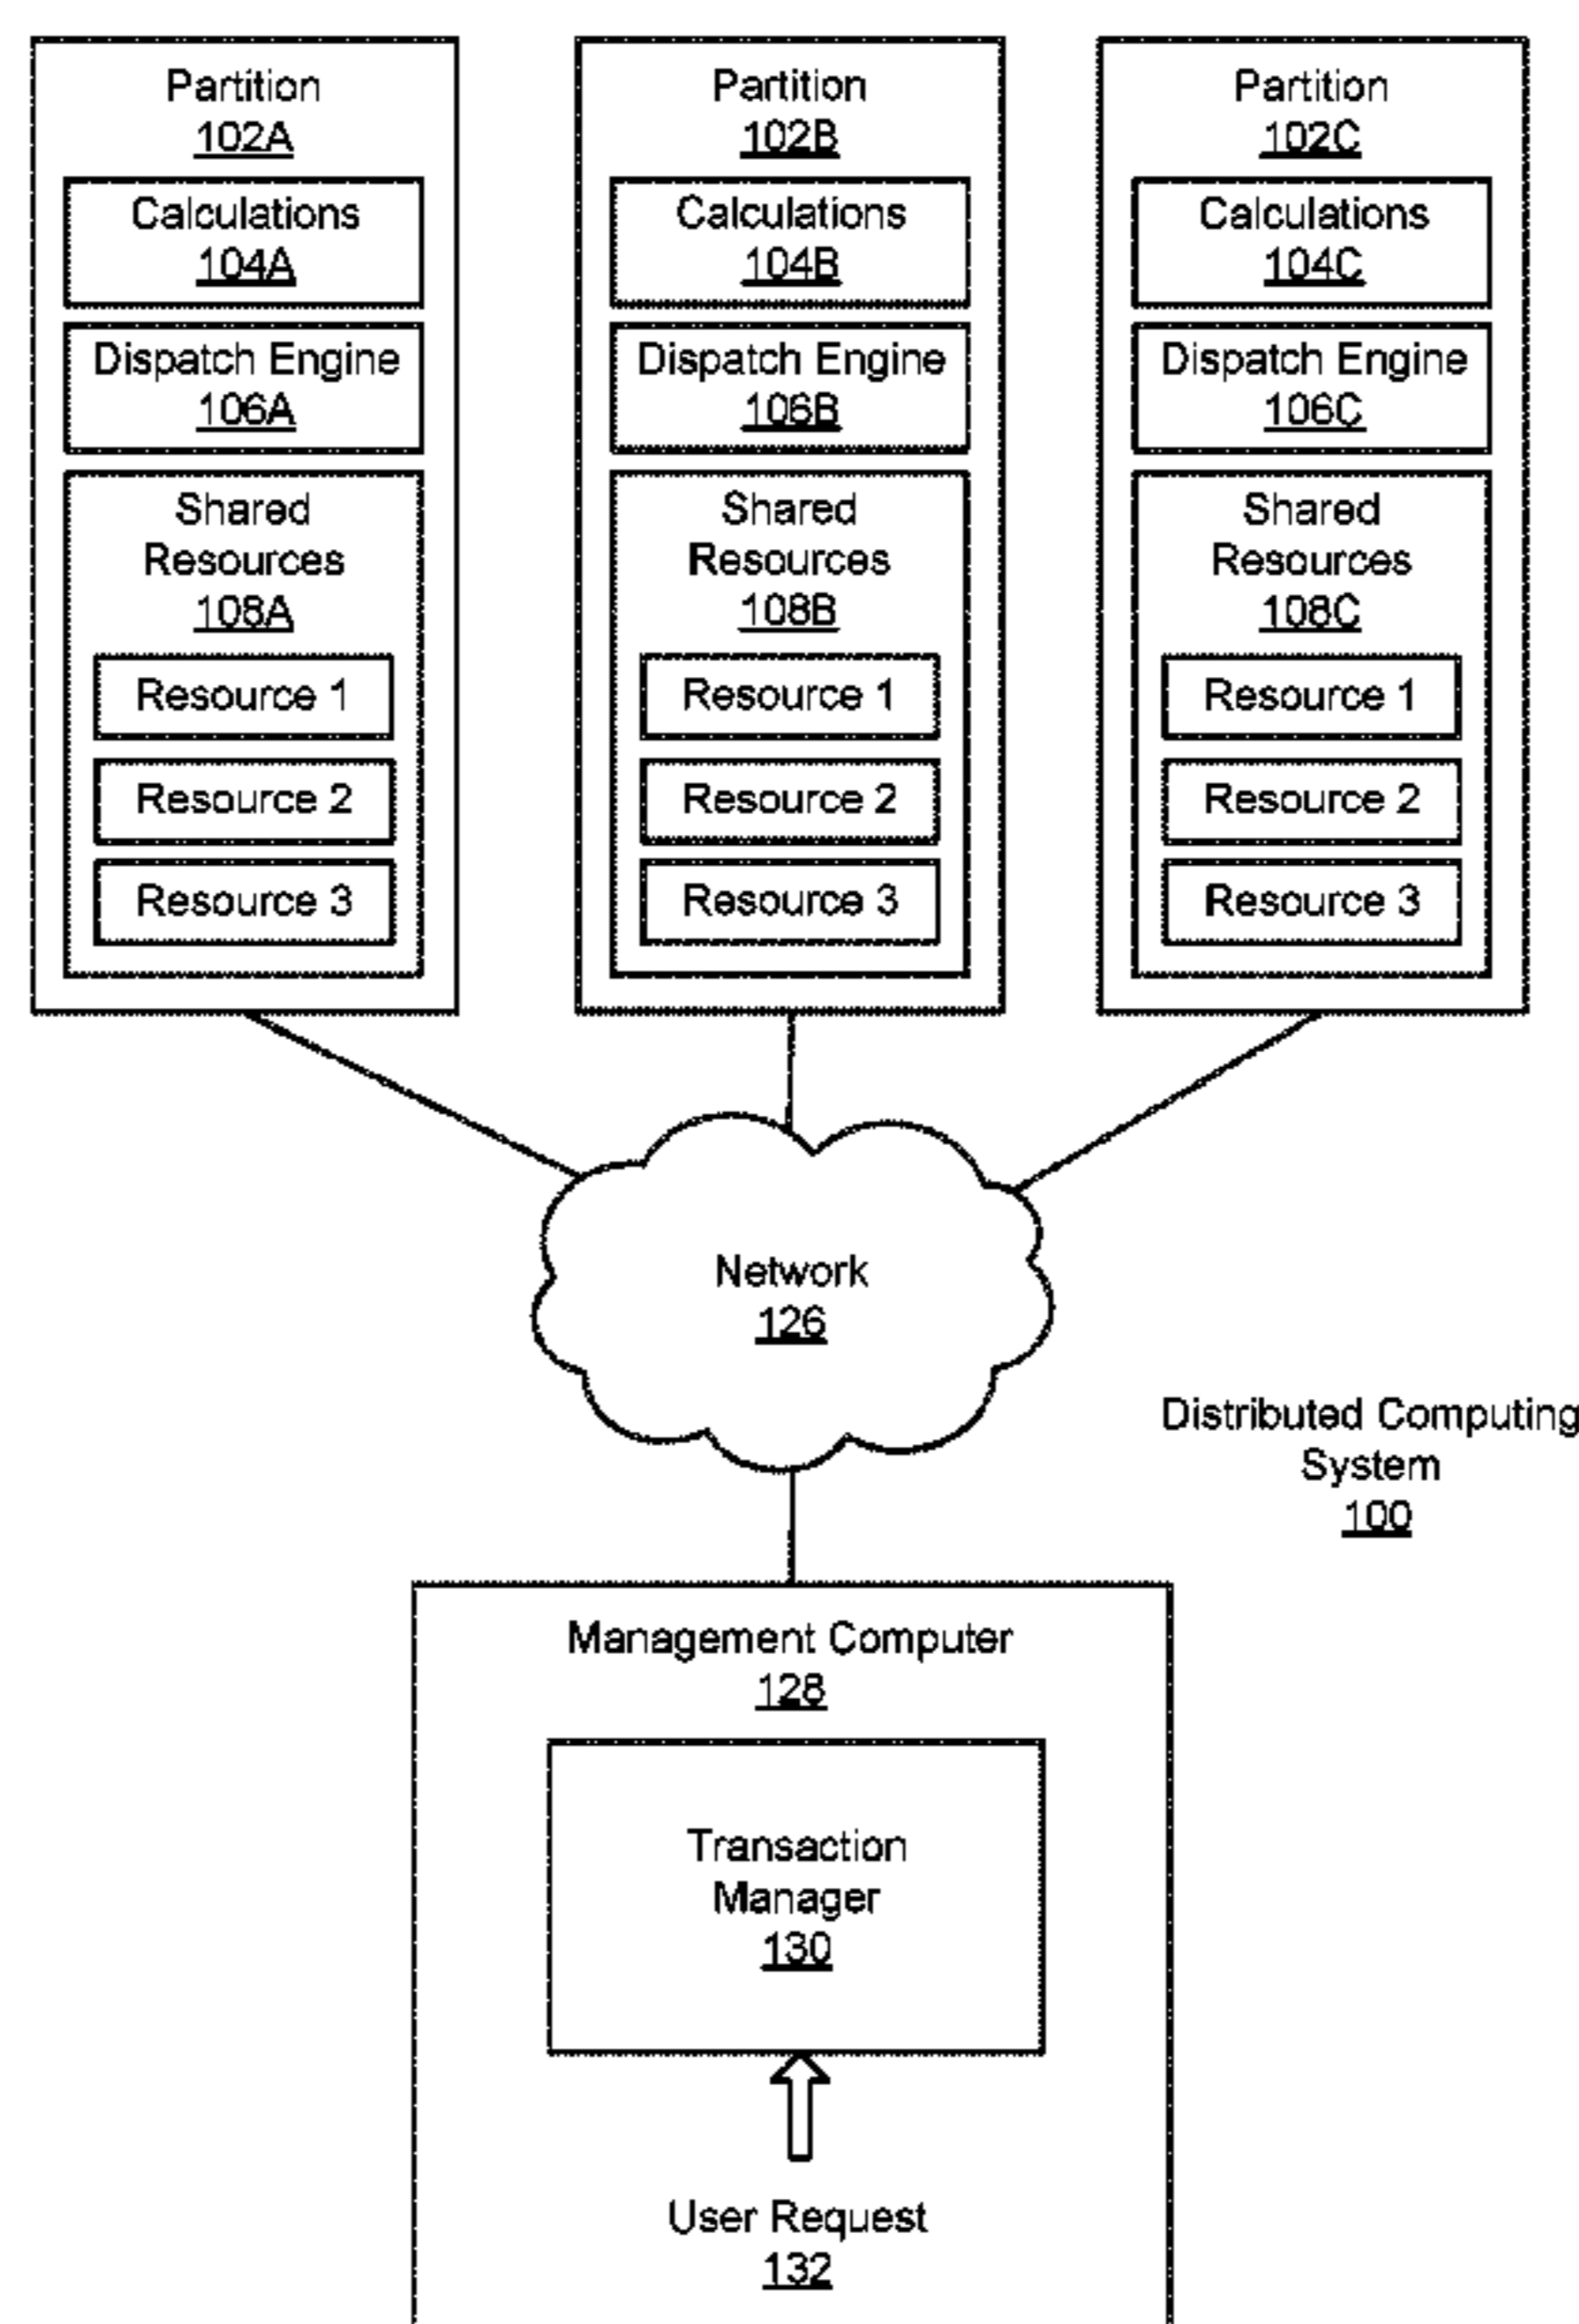 Partition
102A
Calculations
104A
Dispatch Engine
106A
Shared
Resources
108A
Resource 1
Resource 2
Resource 3
Partition
102B
Calculations
104B
Dispatch Engine
106B
Shared
Resources
108B
Resource 1
Resource 2
Resource 3
Partition
102C
Calculations
104C
Dispatch Engine
106C
Shared
Resources
108C
Resource 1
Resource 2
Resource 3
Network
126
Distributed Computing
System
100
Management Computer
128
Transaction
Manager
130
User Request
132